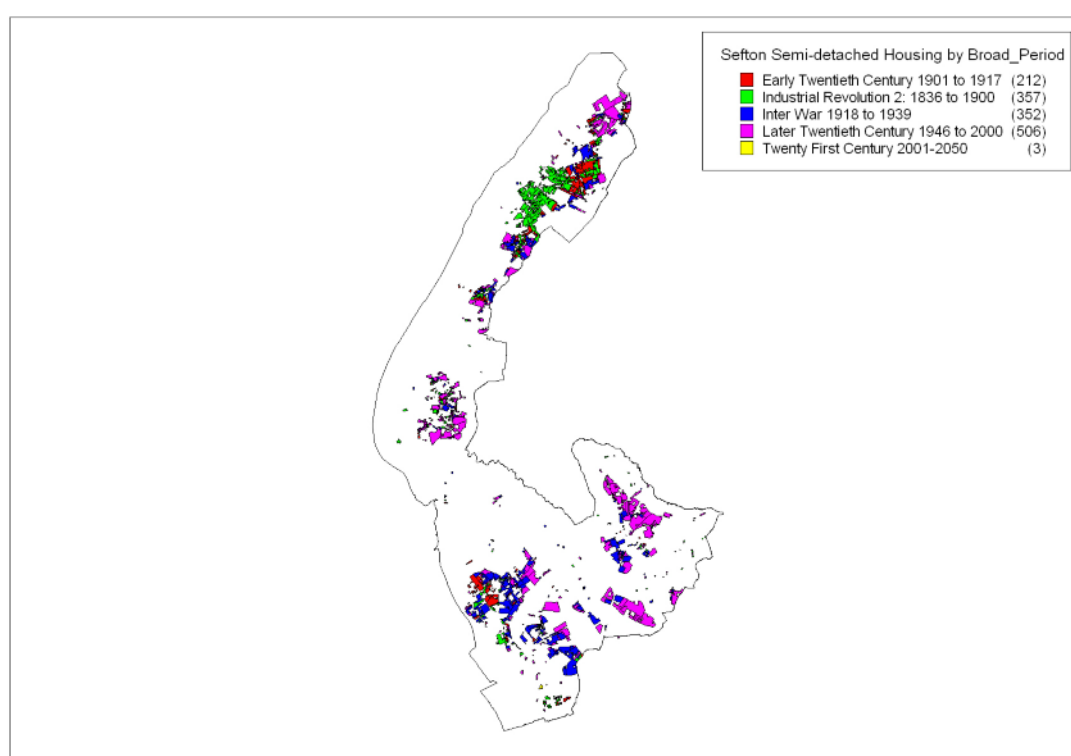 Sefton Semi-detached Housing by Broad_Period
Early Twentieth Century 1901 to 1917 (212)
Industrial Revolution 2: 1836 to 1900 (357)
Inter War 1918 to 1939 (352)
Later Twentieth Century 1946 to 2000 (506)
Twenty First Century 2001-2050 (3)